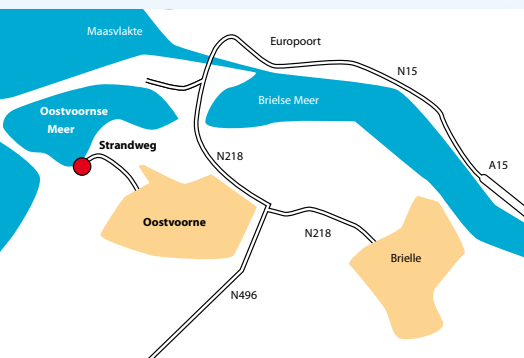 Maasvlakte
Europoort
N15
Brielse Meer
Oostvoornse
Meer
Strandweg
N218
A15
Oostvoorne
N218
Brielle
N496